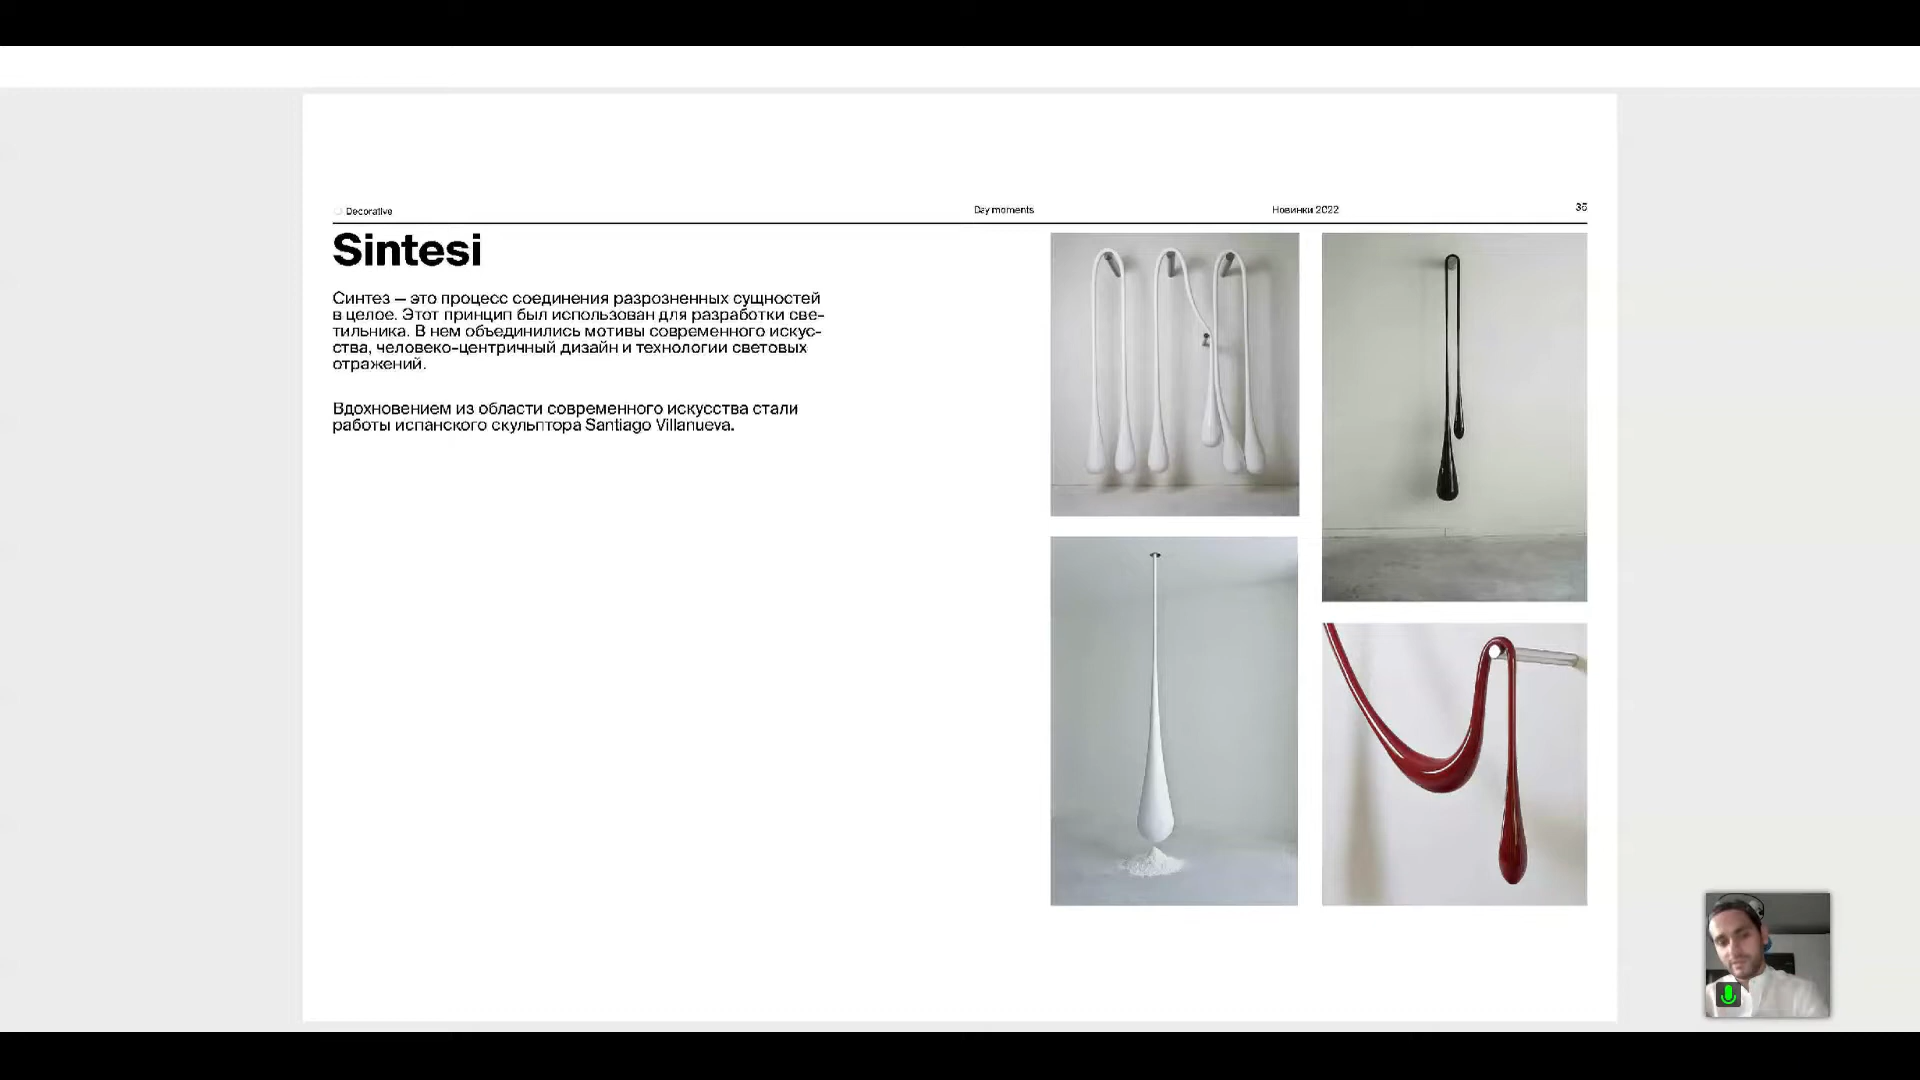 Decorative
Day moments
Новинки 2022
35
Sintesi
Синтез — это процесс соединения разрозненных сущностей
в целое. Этот принцип был использован для разработки све-
тильника. В нем объединились мотивы современного искус-
ства, человеко-центричный дизайн и технологии световых
отражений.
Вдохновением из области современного искусства стали
работы испанского скульптора Santiago Villanueva.